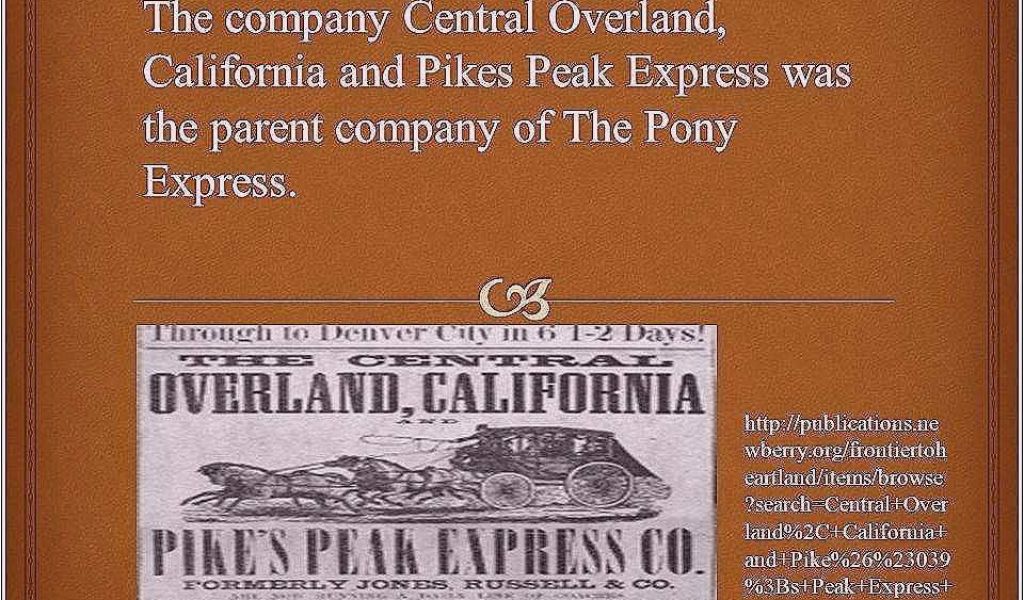 The company Central Overland,
California and Pikes Peak Express was
the parent company of The Pony
Express.
Through to Denver City in 6 1-2 Days!
THE CENTRAL
OVERLAND, CALIFORNIA
AND
PIKE'S PEAK EXPRESS CO.
FORMERLY JONES, RUSSELL & CO.
http://publications.ne
wberry.org/frontiertoh
eartland/items/browse
?search=Central+Over
land%2C+California+
and+Pike%26%23039
%3Bs+Peak+Express+